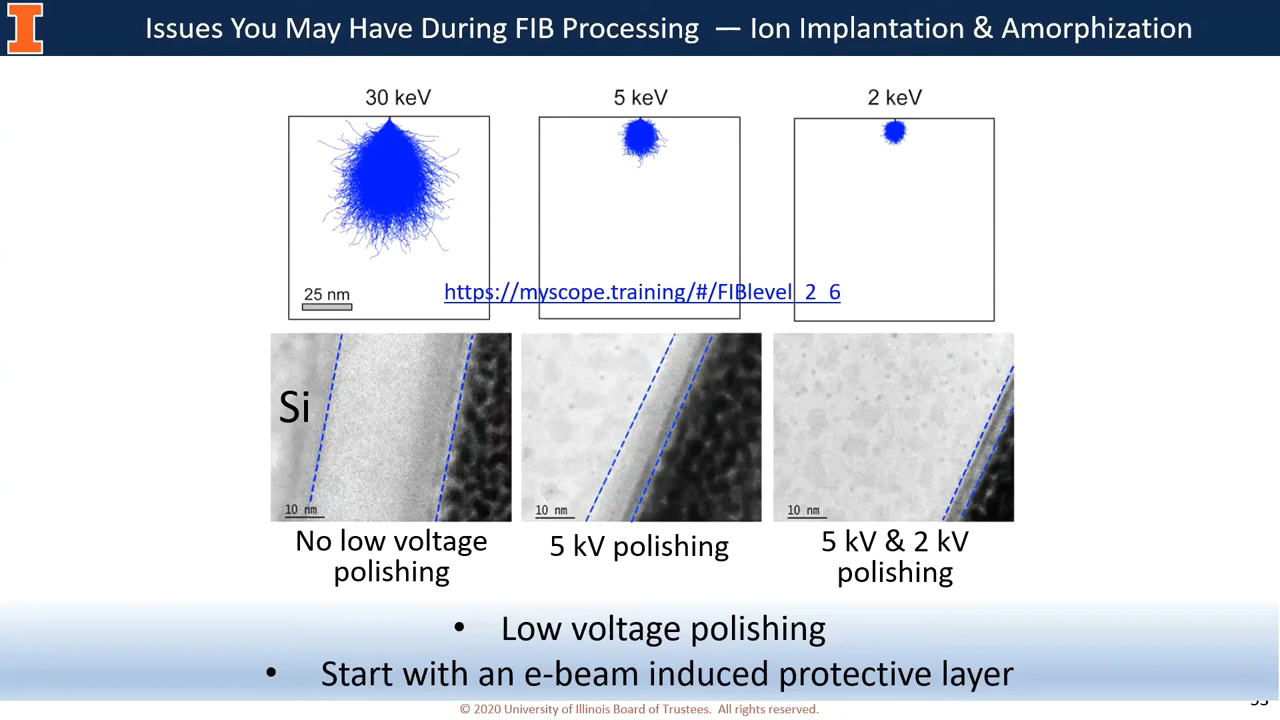 Issues You May Have During FIB Processing — Ion Implantation & Amorphization
30 keV
5 keV
2 keV
25 nm
https://myscope.training/#/FIBlevel_2_6
Si
10 nm
10 nm
10 nm
No low voltage
polishing
5 kV polishing
5 kV & 2 kV
polishing
• Low voltage polishing
• Start with an e-beam induced protective layer
© 2020 University of Illinois Board of Trustees. All rights reserved.